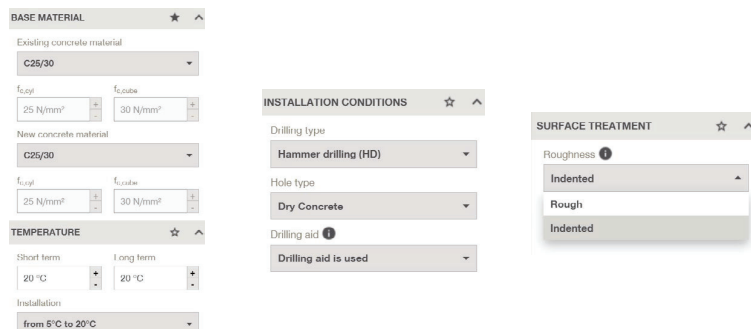 BASE MATERIAL
Existing concrete material
C25/30
fc,cyl fc,cube
25 N/mm² + - 30 N/mm² + -
New concrete material
C25/30
fc,cyl fc,cube
25 N/mm² + - 30 N/mm² + -
TEMPERATURE
Short term Long term
20 °C + - 20 °C + -
Installation
from 5°C to 20°C
INSTALLATION CONDITIONS
Drilling type
Hammer drilling (HD)
Hole type
Dry Concrete
Drilling aid i
Drilling aid is used
SURFACE TREATMENT
Roughness i
Indented
Rough
Indented